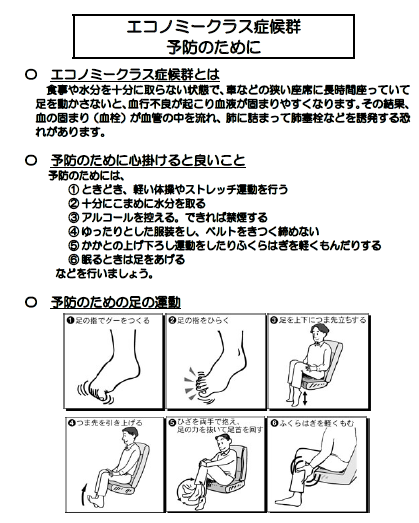 エコノミークラス症候群
予防のために
〇 エコノミークラス症候群とは
食事や水分を十分に取らない状態で、車などの狭い座席に長時間座っていて
足を動かさないと、血行不良が起こり血液が固まりやすくなります。その結果、
血の固まり（血栓）が血管の中を流れ、肺に詰まって肺塞栓などを誘発する恐
れがあります。
〇 予防のために心掛けると良いこと
予防のためには、
①ときどき、軽い体操やストレッチ運動を行う
②十分にこまめに水分を取る
③アルコールを控える。できれば禁煙する
④ゆったりとした服装をし、ベルトをきつく締めない
⑤かかとの上げ下ろし運動をしたりふくらはぎを軽くもんだりする
⑥眠るときは足をあげる
などを行いましょう。
〇 予防のための足の運動
❶足の指でグーをつくる
❷足の指をひらく
❸足を上下につま先立ちする
❹つま先を引き上げる
❺ひざを両手で抱え、
足の力を抜いて足首を回す
❻ふくらはぎを軽くもむ